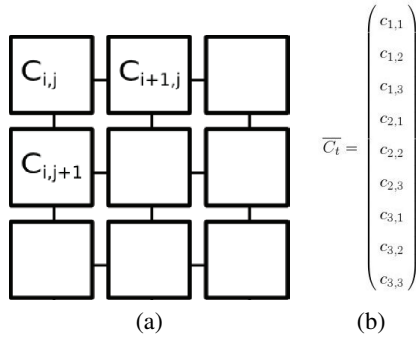 C_{i,j} C_{i+1,j}
C_{i,j+1}
(a)
\overline{C_t} =
c_{1,1}
c_{1,2}
c_{1,3}
c_{2,1}
c_{2,2}
c_{2,3}
c_{3,1}
c_{3,2}
c_{3,3}
(b)